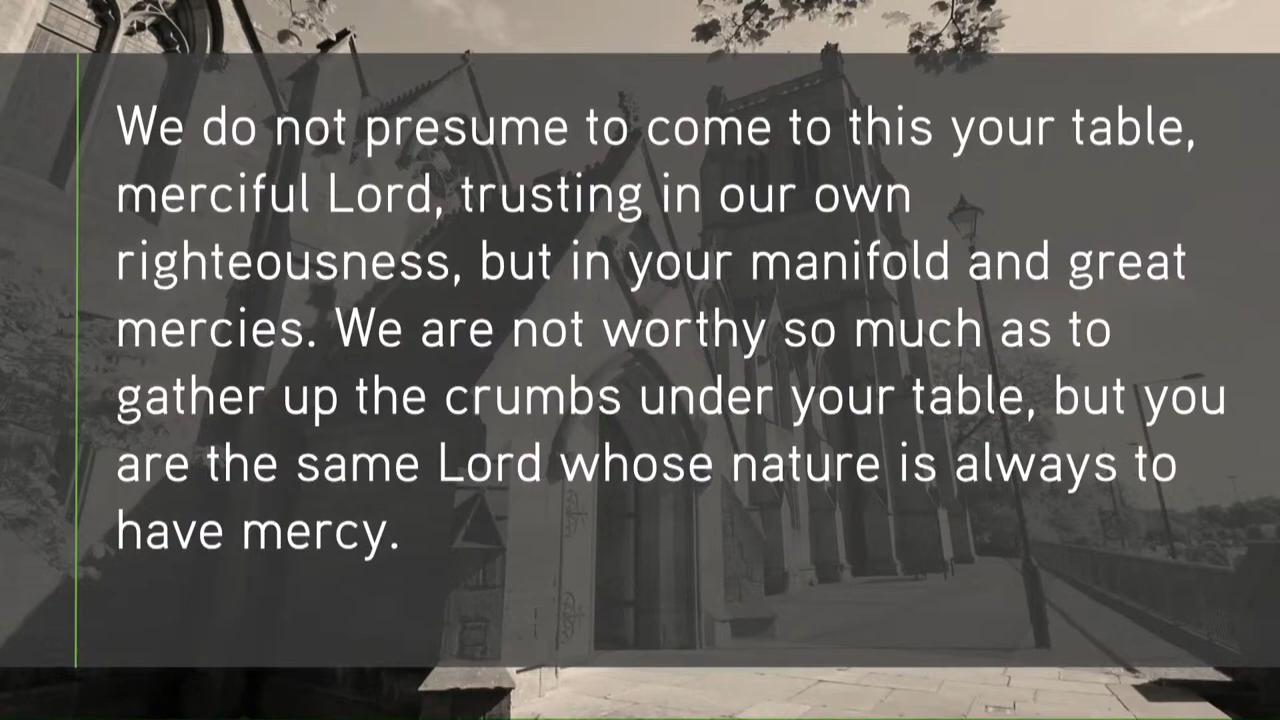 We do not presume to come to this your table,
merciful Lord, trusting in our own
righteousness, but in your manifold and great
mercies. We are not worthy so much as to
gather up the crumbs under your table, but you
are the same Lord whose nature is always to
have mercy.